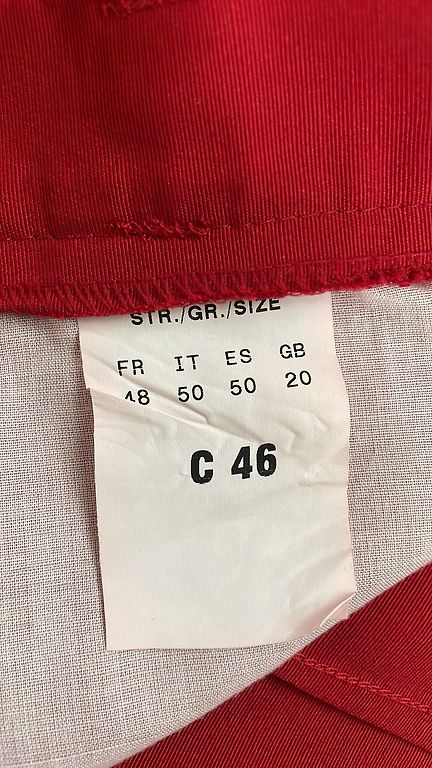 STR./GR./SIZE
FR IT ES GB
48 50 50 20
C 46